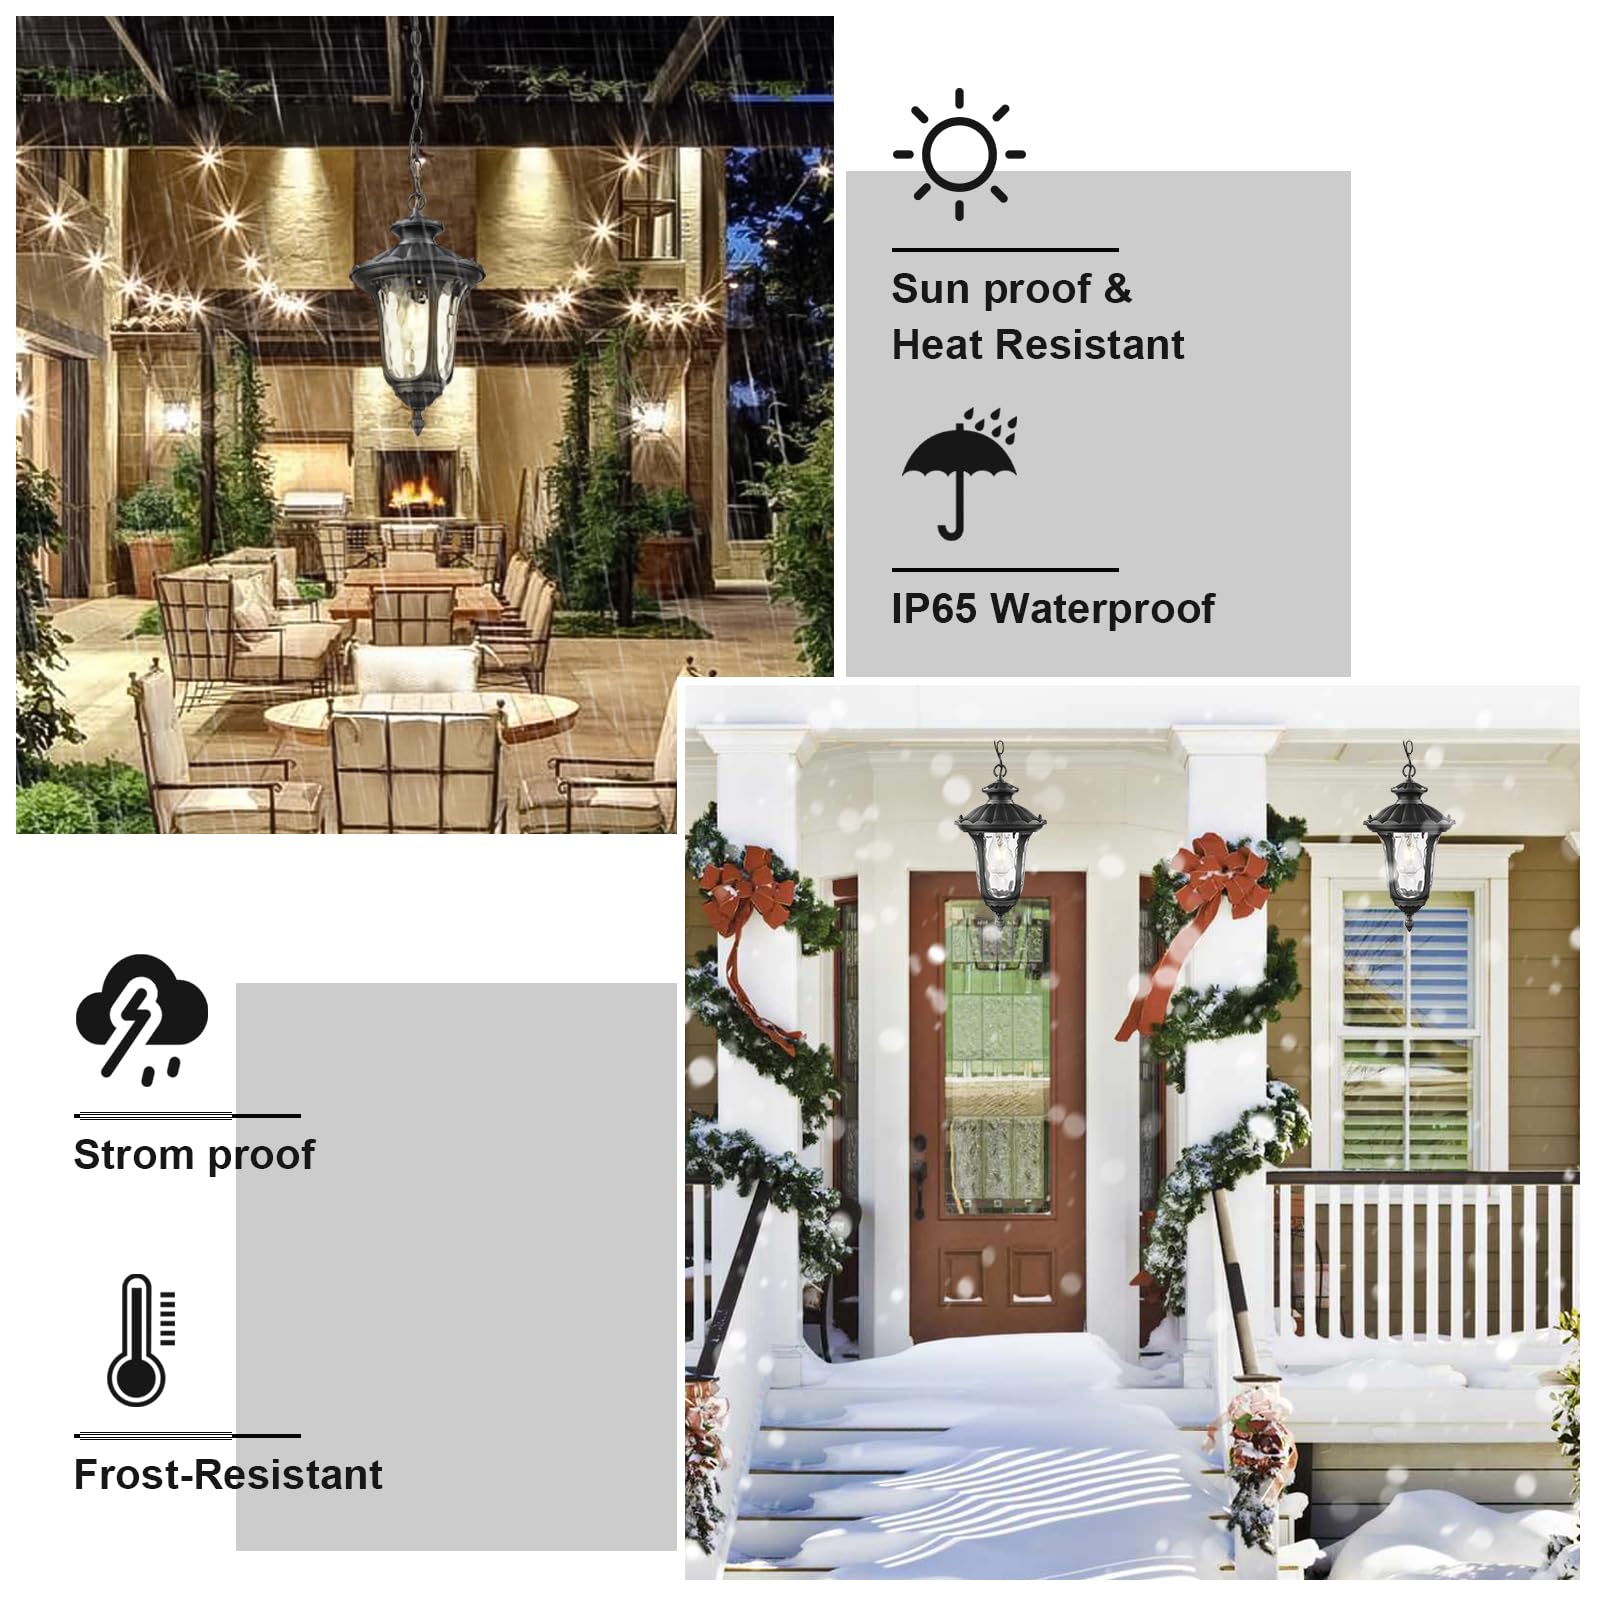 Sun proof &
Heat Resistant
IP65 Waterproof
Strom proof
Frost-Resistant